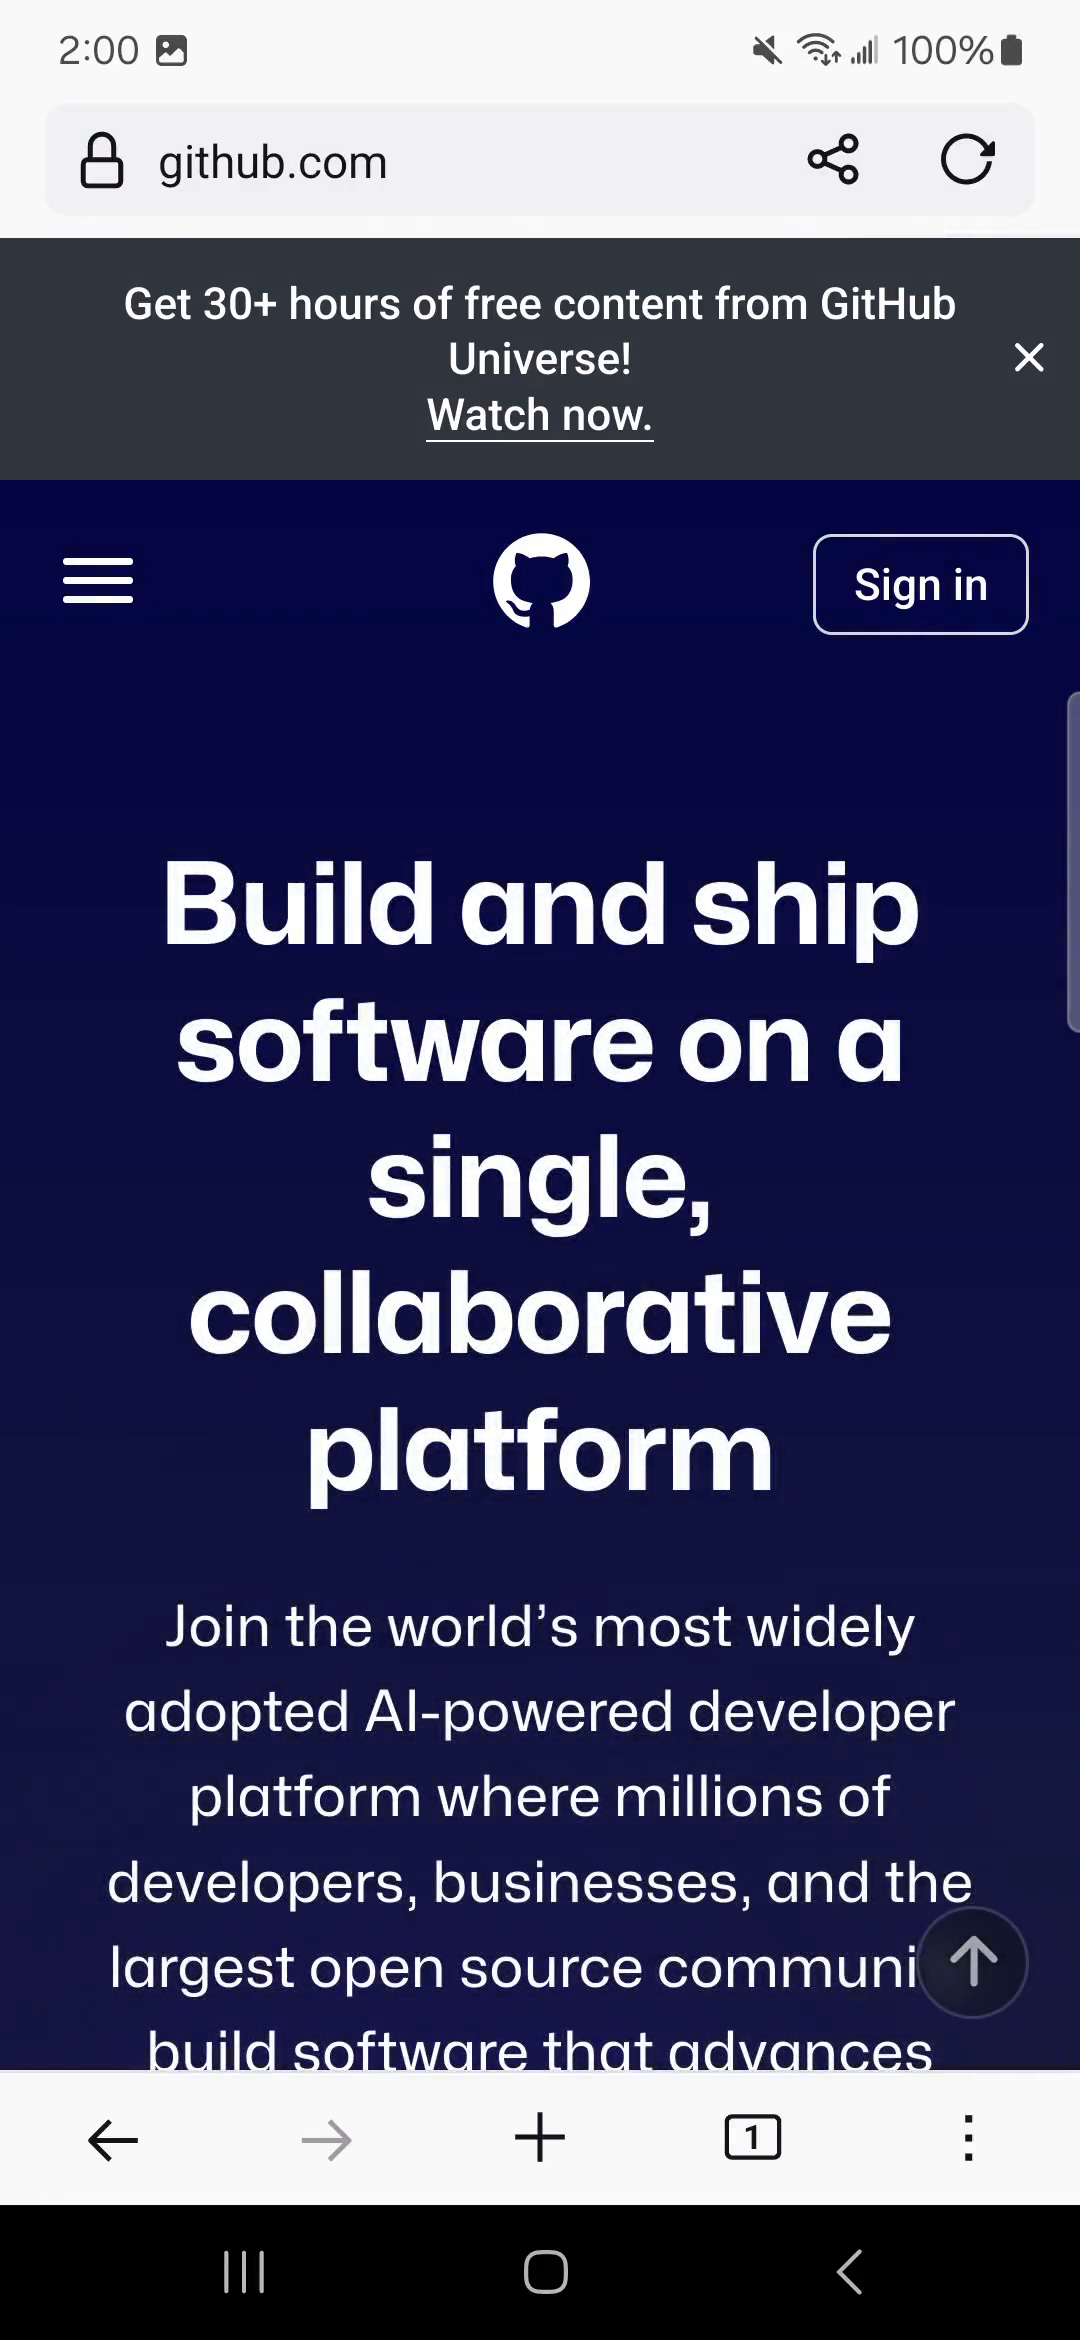 2:00
100%
github.com
Get 30+ hours of free content from GitHub
Universe!
Watch now.
Sign in
Build and ship
software on a
single,
collaborative
platform
Join the world’s most widely
adopted AI-powered developer
platform where millions of
developers, businesses, and the
largest open source communi
build software that advances
1